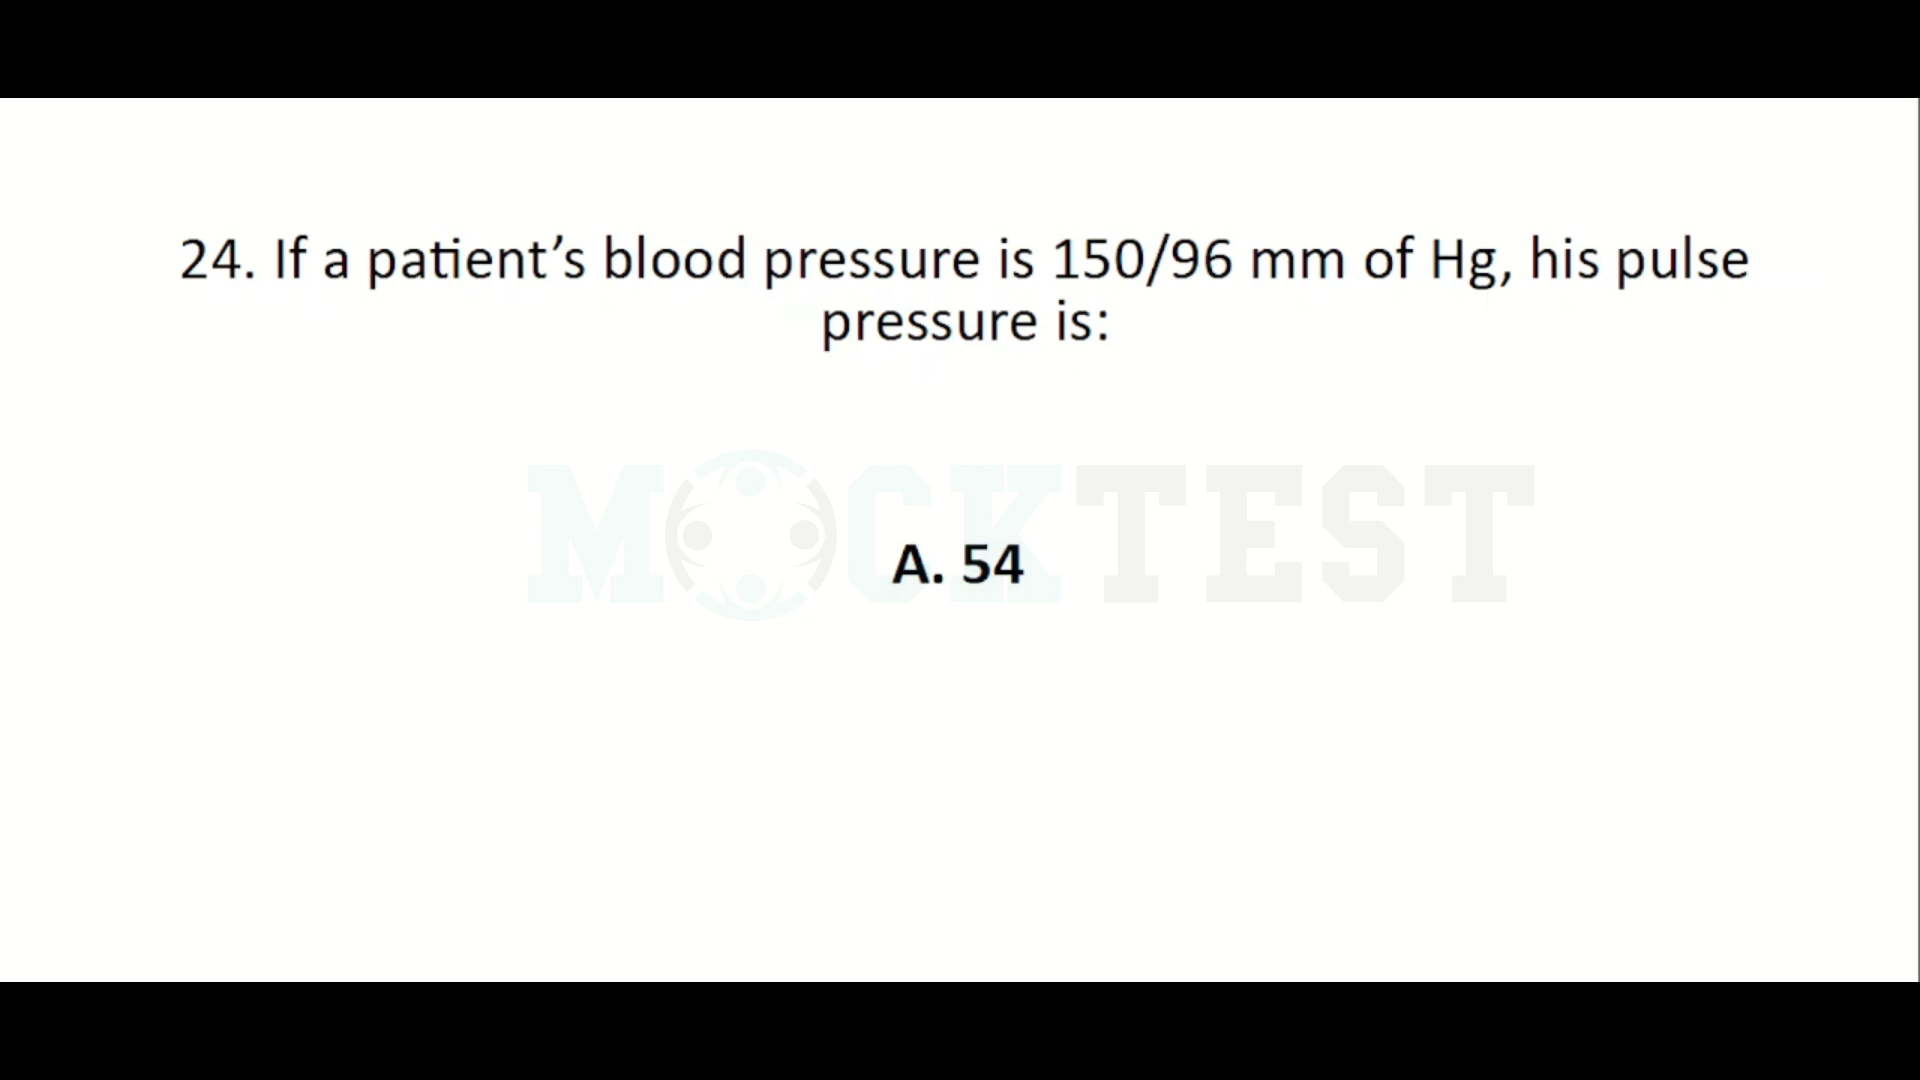 24. If a patient’s blood pressure is 150/96 mm of Hg, his pulse
pressure is:
MOCKTEST
A. 54